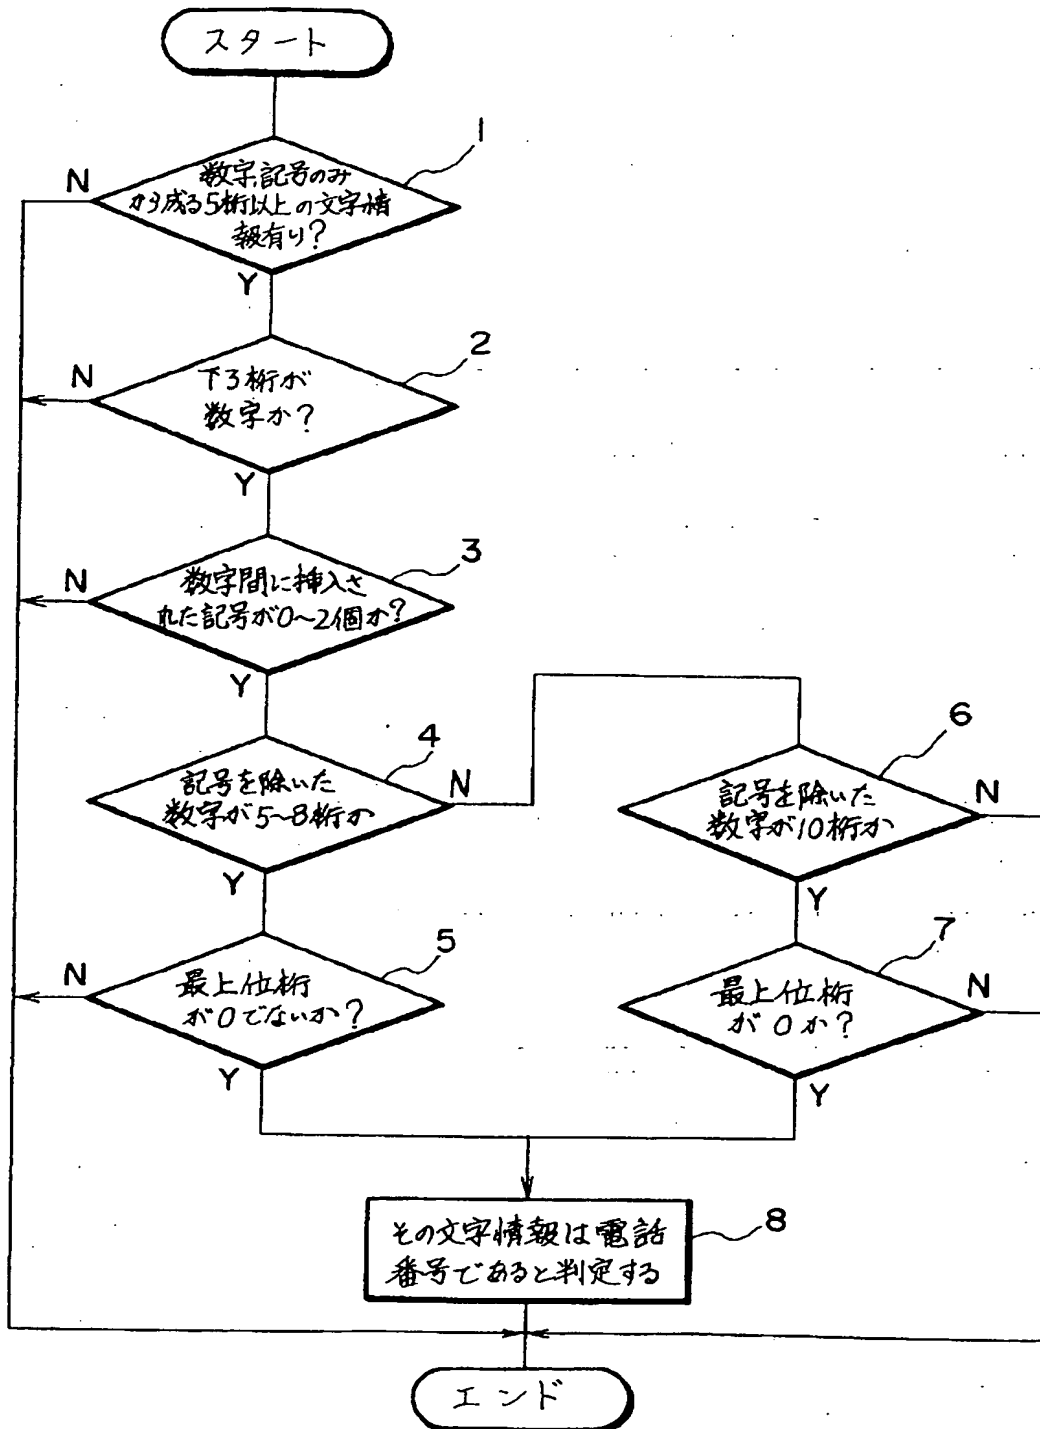 スタート
1
数字、記号のみ
から成る5桁以上の文字情
報有り?
N
Y
2
下3桁が
数字か?
N
Y
3
数字間に挿入さ
れた記号が0~2個か?
N
Y
4
記号を除いた
数字が5~8桁か
N
Y
6
記号を除いた
数字が10桁か
N
Y
5
最上位桁
が0でないか?
N
Y
7
最上位桁
が0か?
N
Y
8
その文字情報は電話
番号であると判定する
エンド